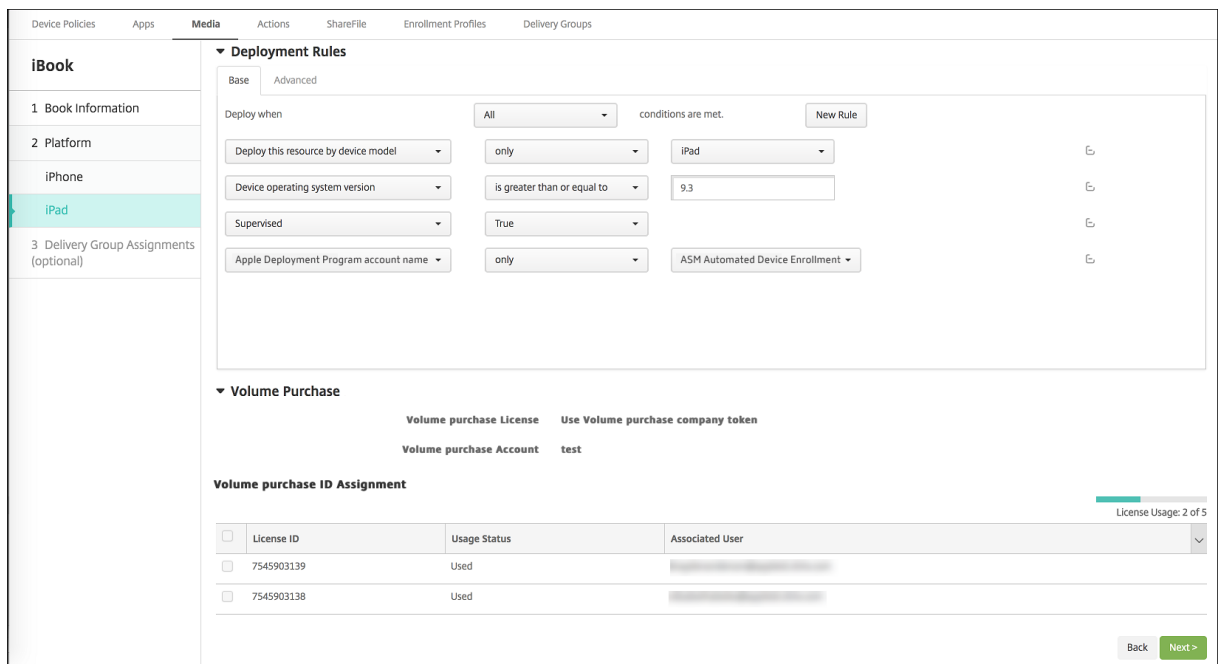 Device Policies Apps Media Actions ShareFile Enrollment Profiles Delivery Groups
iBook
1 Book Information
2 Platform
iPhone
iPad
3 Delivery Group Assignments
(optional)
Deployment Rules
Base Advanced
Deploy when All conditions are met. New Rule
Deploy this resource by device model only iPad
Device operating system version is greater than or equal to 9.3
Supervised True
Apple Deployment Program account name only ASM Automated Device Enrollment
Volume Purchase
Volume purchase License Use Volume purchase company token
Volume purchase Account test
Volume purchase ID Assignment
License Usage: 2 of 5
License ID Usage Status Associated User
7545903139 Used
7545903138 Used
Back Next >